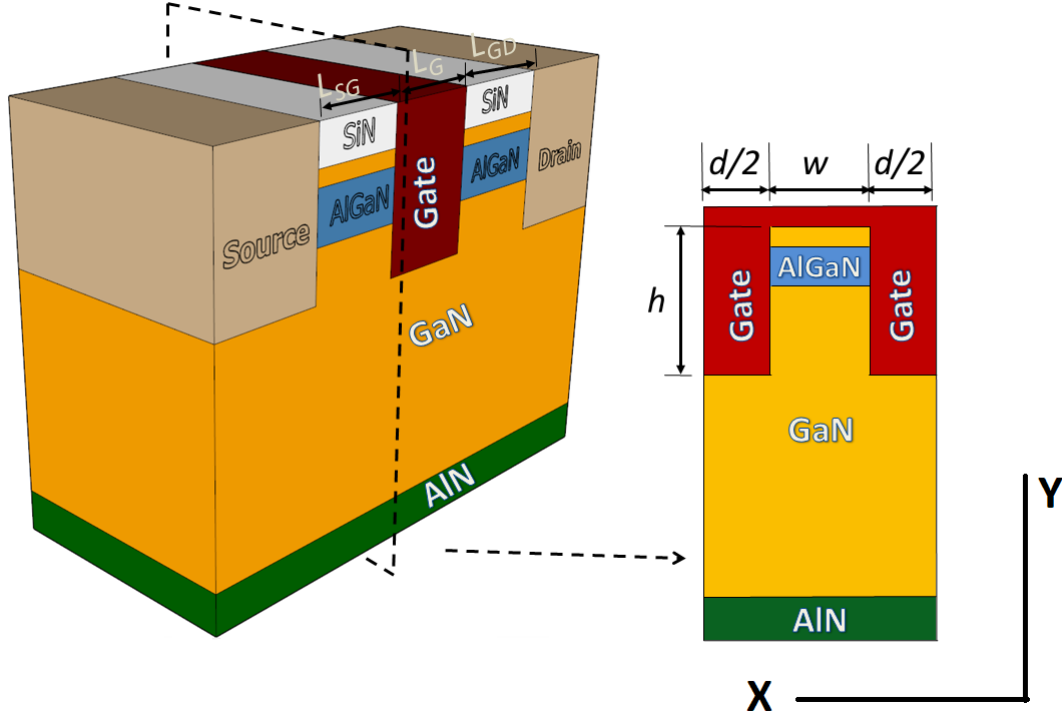 L_SG
L_G
L_GD
SiN
SiN
AlGaN
AlGaN
Gate
Source
Drain
GaN
AlN
d/2
w
d/2
h
Gate
AlGaN
Gate
GaN
AlN
X
Y